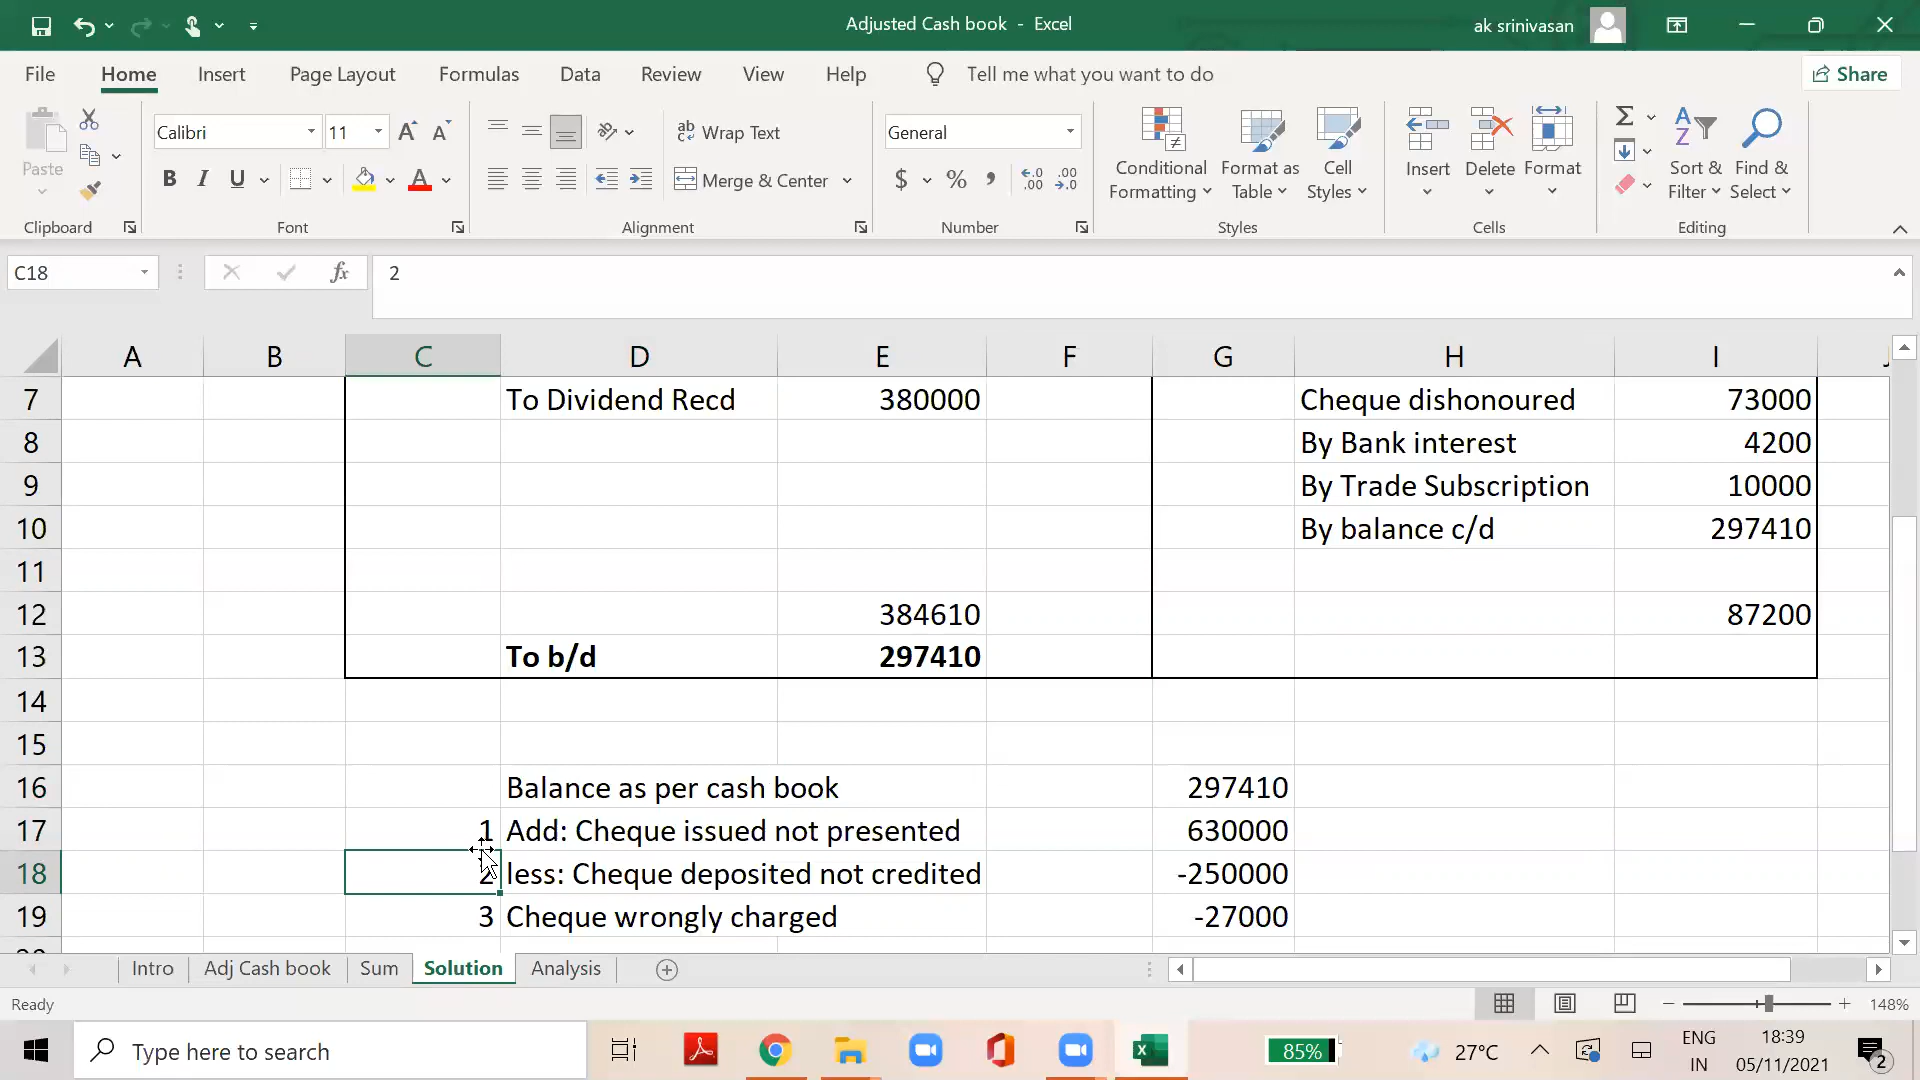 Adjusted Cash book - Excel
ak srinivasan
File Home Insert Page Layout Formulas Data Review View Help Tell me what you want to do Share
Paste
Calibri 11
B I U
ab Wrap Text
Merge & Center
General
$ % ,
Conditional Formatting
Format as Table
Cell Styles
Insert Delete Format
Sort & Filter
Find & Select
Clipboard Font Alignment Number Styles Cells Editing
C18 fx 2
A B C D E F G H I
7 To Dividend Recd 380000 Cheque dishonoured 73000
8 By Bank interest 4200
9 By Trade Subscription 10000
10 By balance c/d 297410
11
12 384610 87200
13 To b/d 297410
14
15
16 Balance as per cash book 297410
17 1 Add: Cheque issued not presented 630000
18 2 less: Cheque deposited not credited -250000
19 3 Cheque wrongly charged -27000
Intro Adj Cash book Sum Solution Analysis
Ready 148%
Type here to search 85% 27°C ENG 18:39
IN 05/11/2021 2